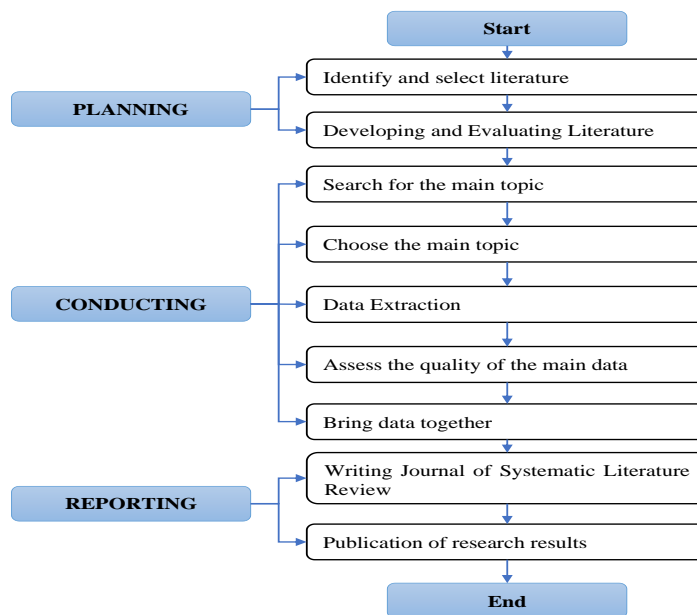 Start
Identify and select literature
PLANNING
Developing and Evaluating Literature
Search for the main topic
Choose the main topic
CONDUCTING
Data Extraction
Assess the quality of the main data
Bring data together
Writing Journal of Systematic Literature
Review
REPORTING
Publication of research results
End